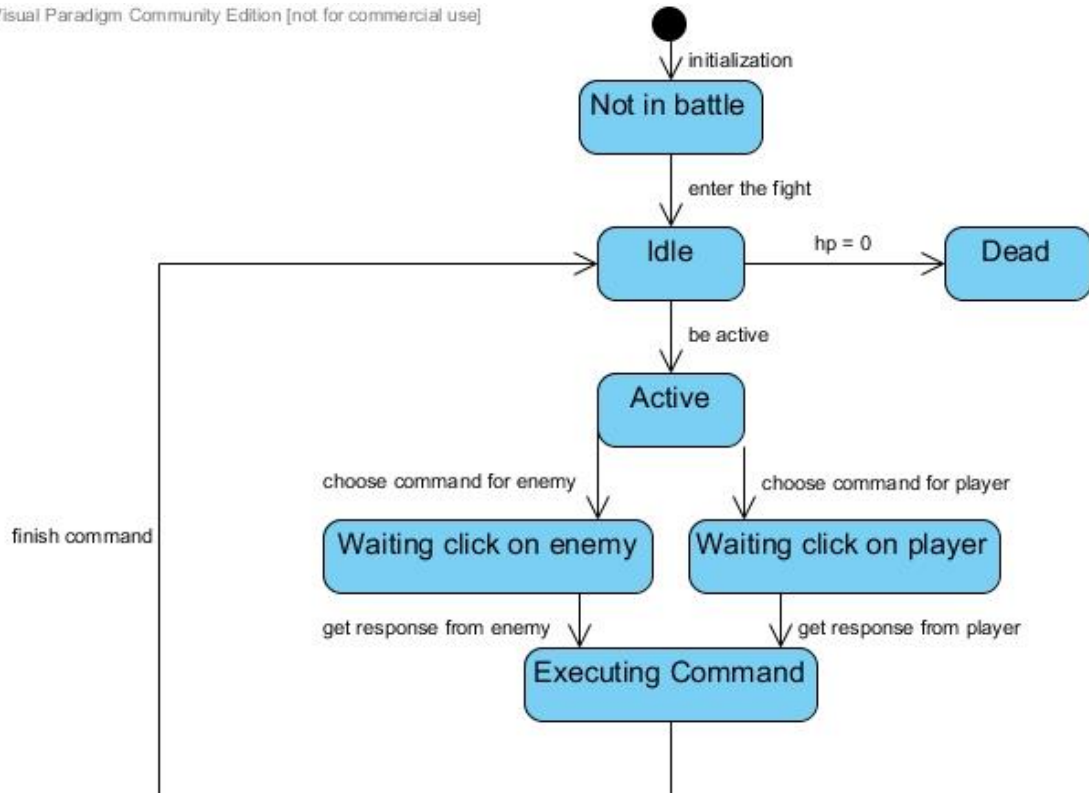 Visual Paradigm Community Edition [not for commercial use]
initialization
Not in battle
enter the fight
Idle
hp = 0
Dead
be active
Active
choose command for enemy
choose command for player
finish command
Waiting click on enemy
Waiting click on player
get response from enemy
get response from player
Executing Command